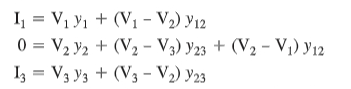 I₁ = V₁ y₁ + (V₁ – V₂) y₁₂
0 = V₂ y₂ + (V₂ – V₃) y₂₃ + (V₂ – V₁) y₁₂
I₃ = V₃ y₃ + (V₃ – V₂) y₂₃